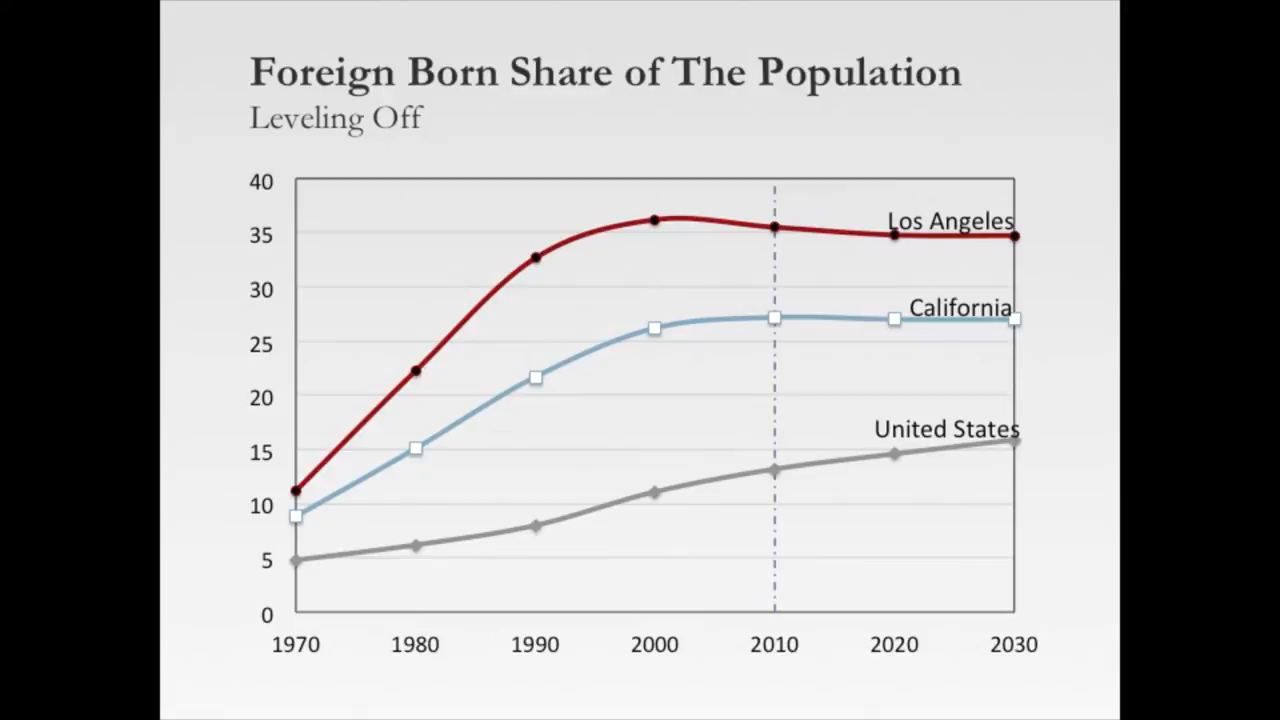 Foreign Born Share of The Population
Leveling Off
40
35
30
25
20
15
10
5
0
Los Angeles
California
United States
1970 1980 1990 2000 2010 2020 2030